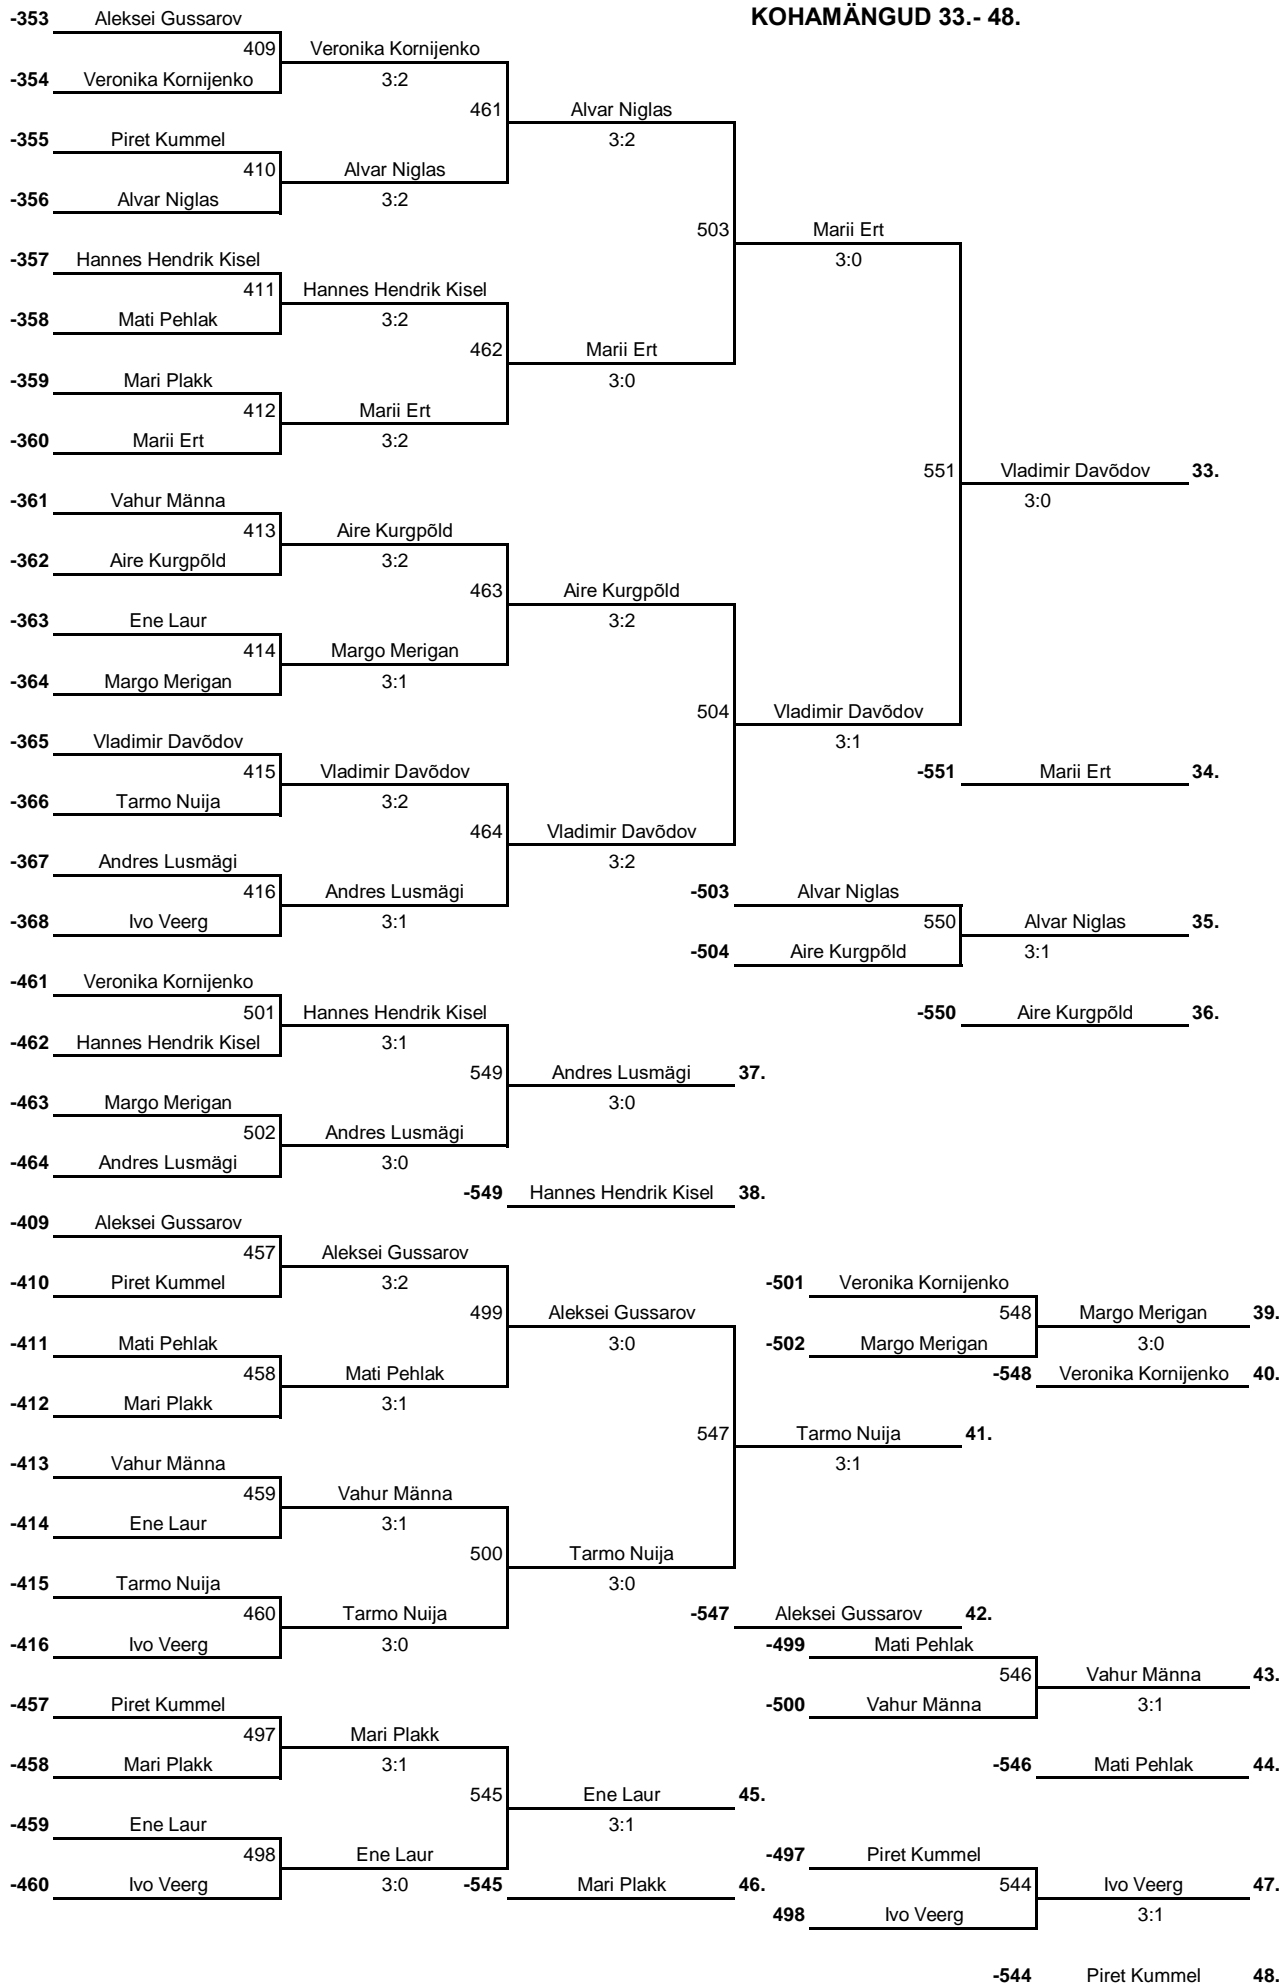 KOHAMÄNGUD 33.- 48.
-353 Aleksei Gussarov
409 Veronika Kornijenko
-354 Veronika Kornijenko 3:2
461 Alvar Niglas
-355 Piret Kummel 3:2
410 Alvar Niglas
-356 Alvar Niglas 3:2
503 Marii Ert
-357 Hannes Hendrik Kisel 3:0
411 Hannes Hendrik Kisel
-358 Mati Pehlak 3:2
462 Marii Ert
-359 Mari Plakk 3:0
412 Marii Ert
-360 Marii Ert 3:2
551 Vladimir Davõdov 33.
-361 Vahur Männa 3:0
413 Aire Kurgpõld
-362 Aire Kurgpõld 3:2
463 Aire Kurgpõld
-363 Ene Laur 3:2
414 Margo Merigan
-364 Margo Merigan 3:1
504 Vladimir Davõdov
-365 Vladimir Davõdov 3:1
415 Vladimir Davõdov -551 Marii Ert 34.
-366 Tarmo Nuija 3:2
464 Vladimir Davõdov
-367 Andres Lusmägi 3:2
416 Andres Lusmägi -503 Alvar Niglas
-368 Ivo Veerg 3:1 550 Alvar Niglas 35.
-504 Aire Kurgpõld 3:1
-461 Veronika Kornijenko
501 Hannes Hendrik Kisel -550 Aire Kurgpõld 36.
-462 Hannes Hendrik Kisel 3:1
549 Andres Lusmägi 37.
-463 Margo Merigan 3:0
502 Andres Lusmägi
-464 Andres Lusmägi 3:0
-549 Hannes Hendrik Kisel 38.
-409 Aleksei Gussarov
457 Aleksei Gussarov
-410 Piret Kummel 3:2 -501 Veronika Kornijenko
499 Aleksei Gussarov 548 Margo Merigan 39.
-411 Mati Pehlak 3:0 -502 Margo Merigan 3:0
458 Mati Pehlak -548 Veronika Kornijenko 40.
-412 Mari Plakk 3:1
547 Tarmo Nuija 41.
-413 Vahur Männa 3:1
459 Vahur Männa
-414 Ene Laur 3:1
500 Tarmo Nuija
-415 Tarmo Nuija 3:0
460 Tarmo Nuija -547 Aleksei Gussarov 42.
-416 Ivo Veerg 3:0 -499 Mati Pehlak
546 Vahur Männa 43.
-457 Piret Kummel -500 Vahur Männa 3:1
497 Mari Plakk
-458 Mari Plakk 3:1 -546 Mati Pehlak 44.
545 Ene Laur 45.
-459 Ene Laur 3:1
498 Ene Laur -497 Piret Kummel
-460 Ivo Veerg 3:0 -545 Mari Plakk 46. 544 Ivo Veerg 47.
498 Ivo Veerg 3:1
-544 Piret Kummel 48.